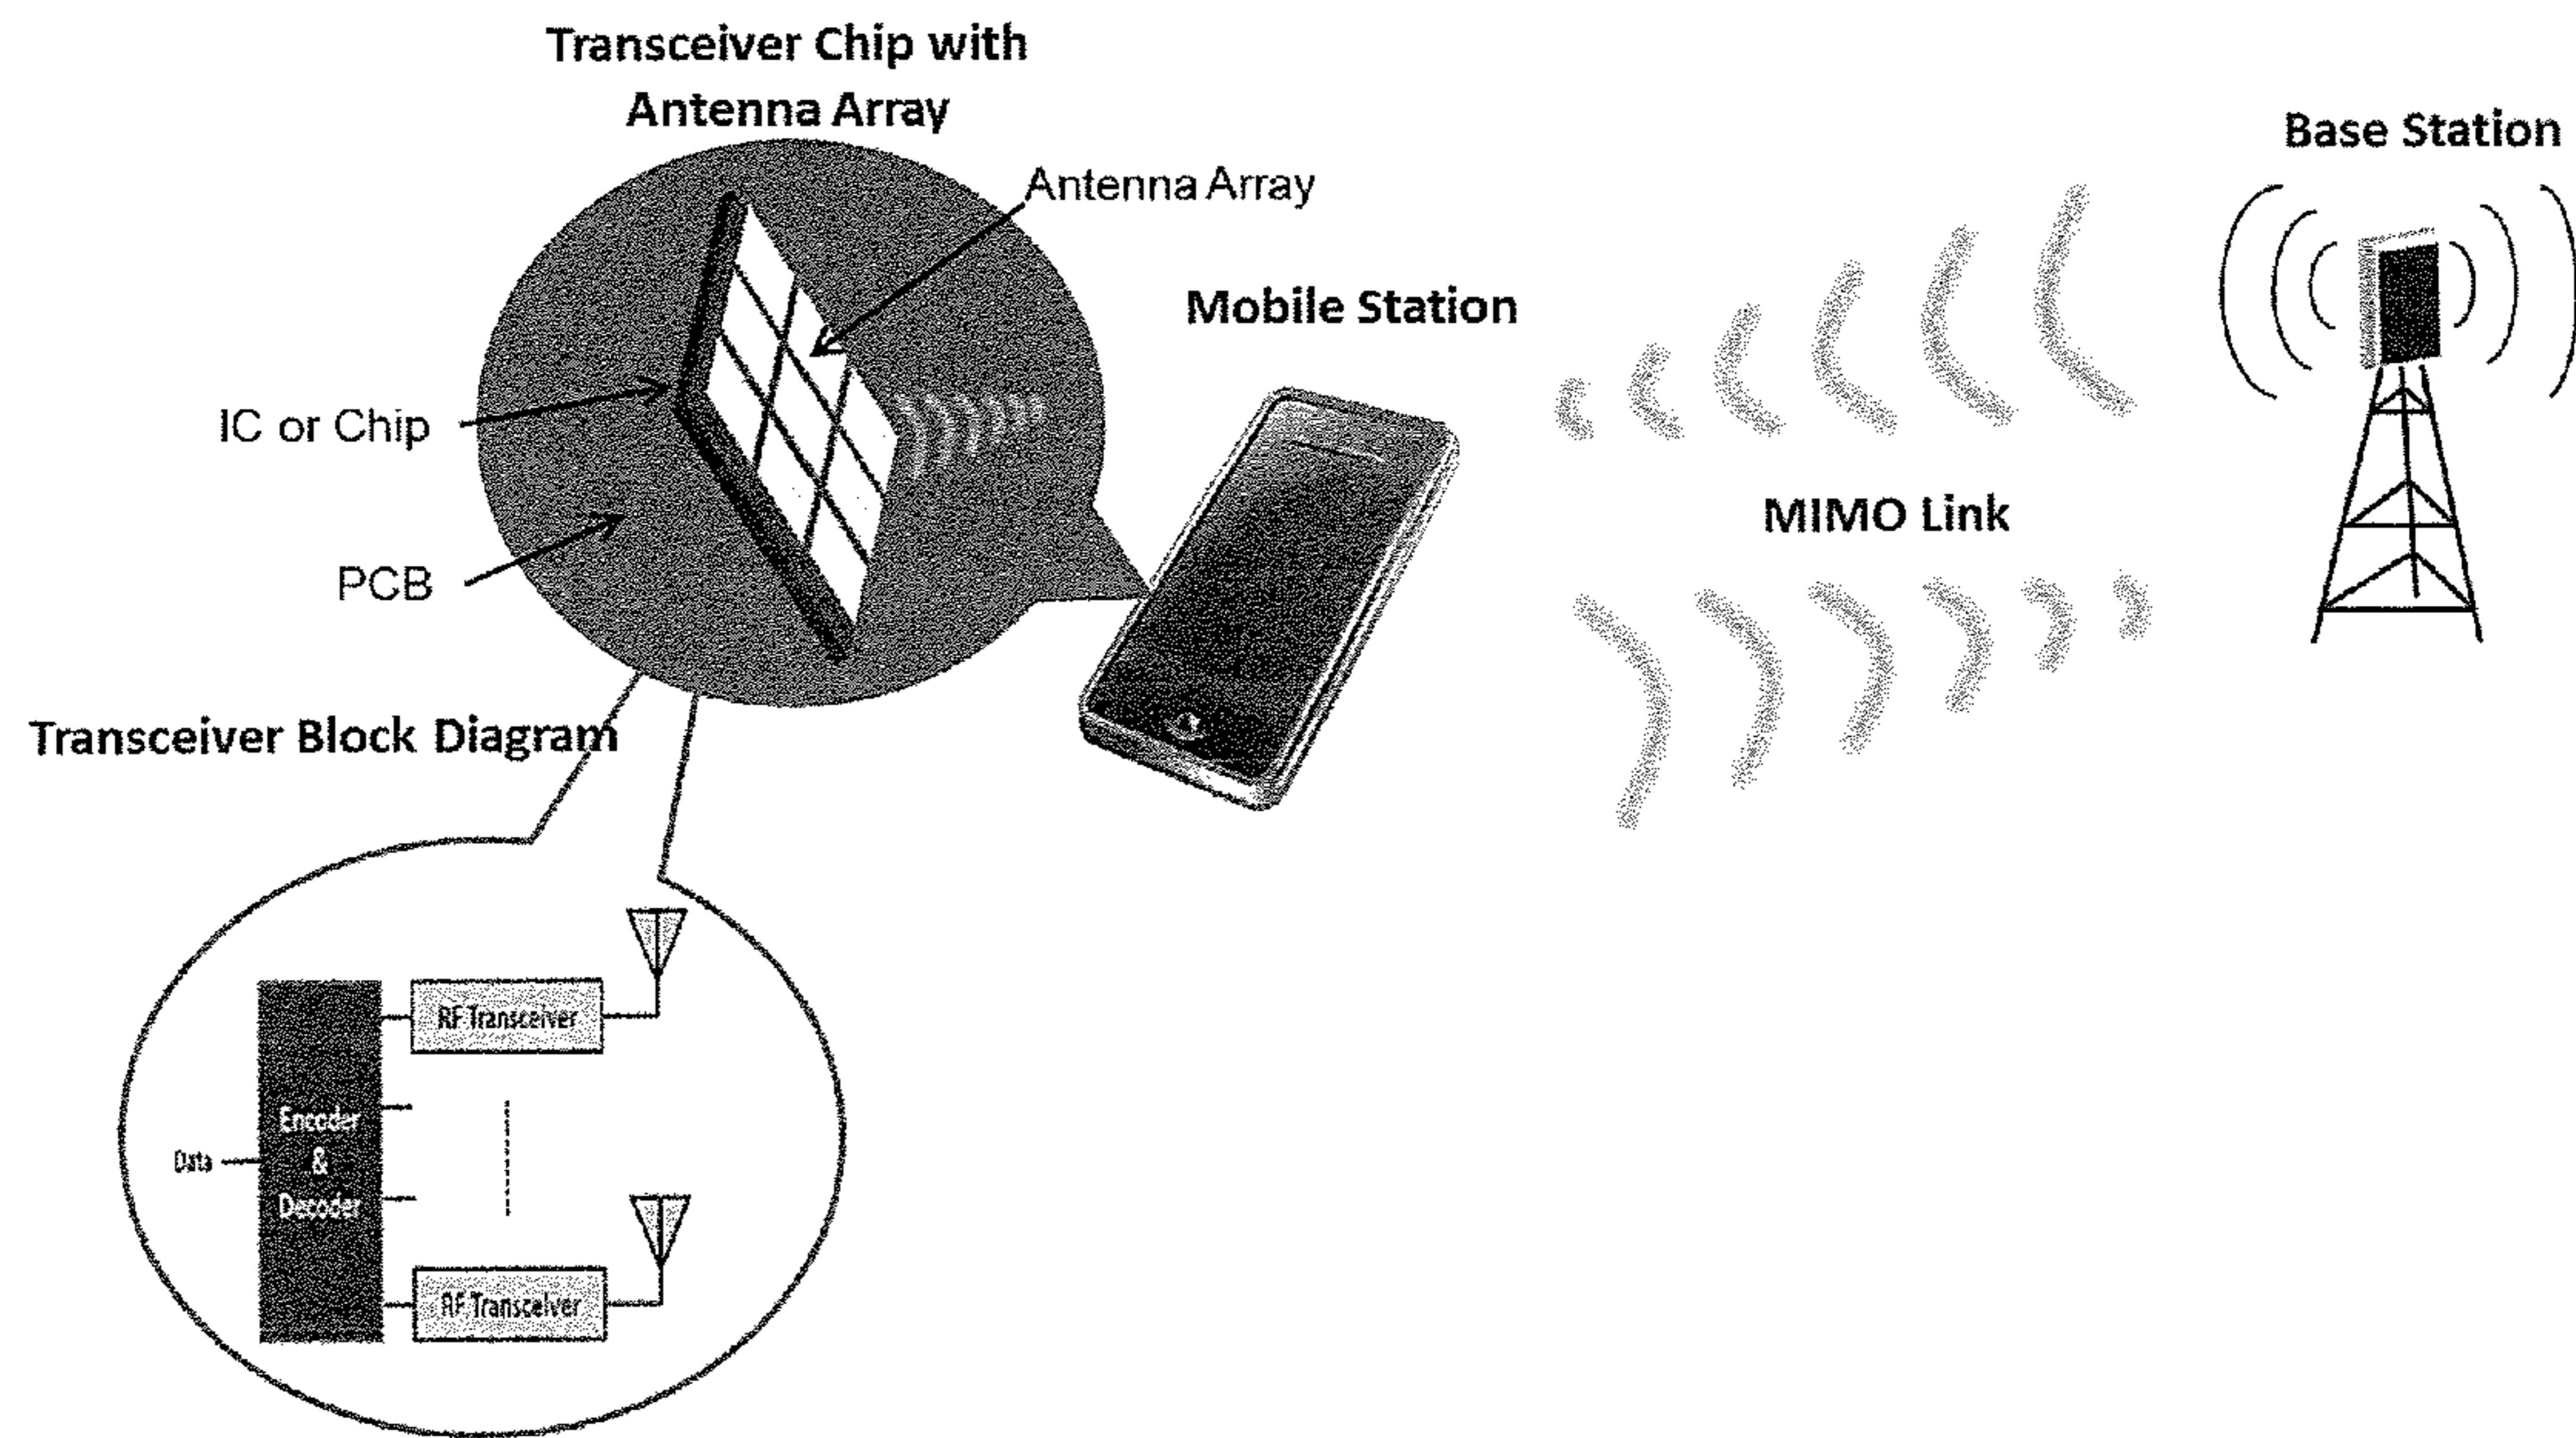 Transceiver Chip with
Antenna Array
Base Station
Antenna Array
Mobile Station
IC or Chip
MIMO Link
PCB
Transceiver Block Diagram
RF Transceiver
Encoder
Data
&
Decoder
RF Transceiver